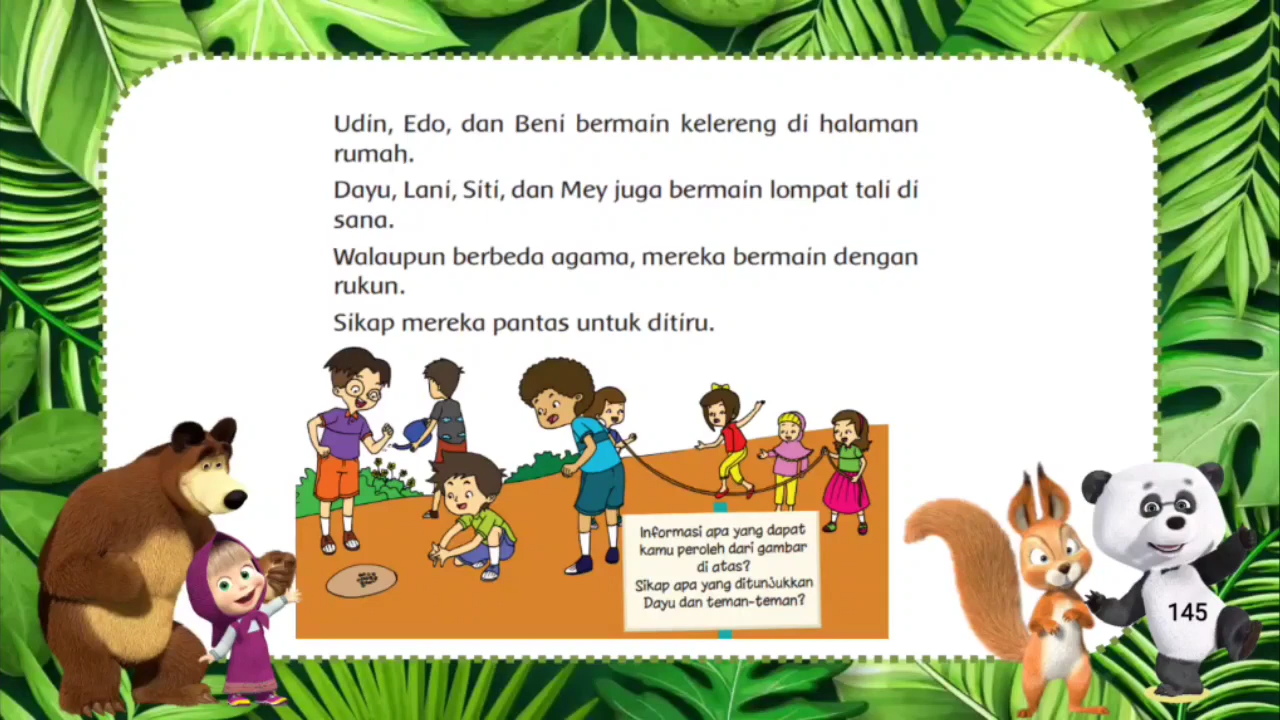 Udin, Edo, dan Beni bermain kelereng di halaman
rumah.
Dayu, Lani, Siti, dan Mey juga bermain lompat tali di
sana.
Walaupun berbeda agama, mereka bermain dengan
rukun.
Sikap mereka pantas untuk ditiru.
Informasi apa yang dapat
kamu peroleh dari gambar
di atas?
Sikap apa yang ditunjukkan
Dayu dan teman-teman?
145